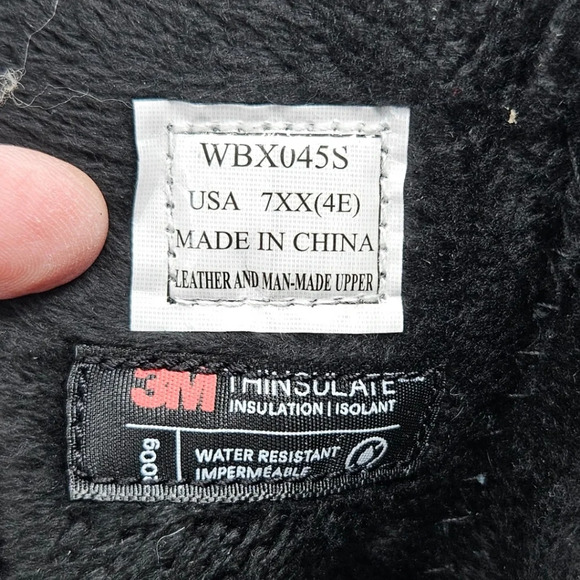 WBX045S
USA 7XX(4E)
MADE IN CHINA
LEATHER AND MAN-MADE UPPER
3M THINSULATE
INSULATION | ISOLANT
200g
WATER RESISTANT
IMPERMÉABLE